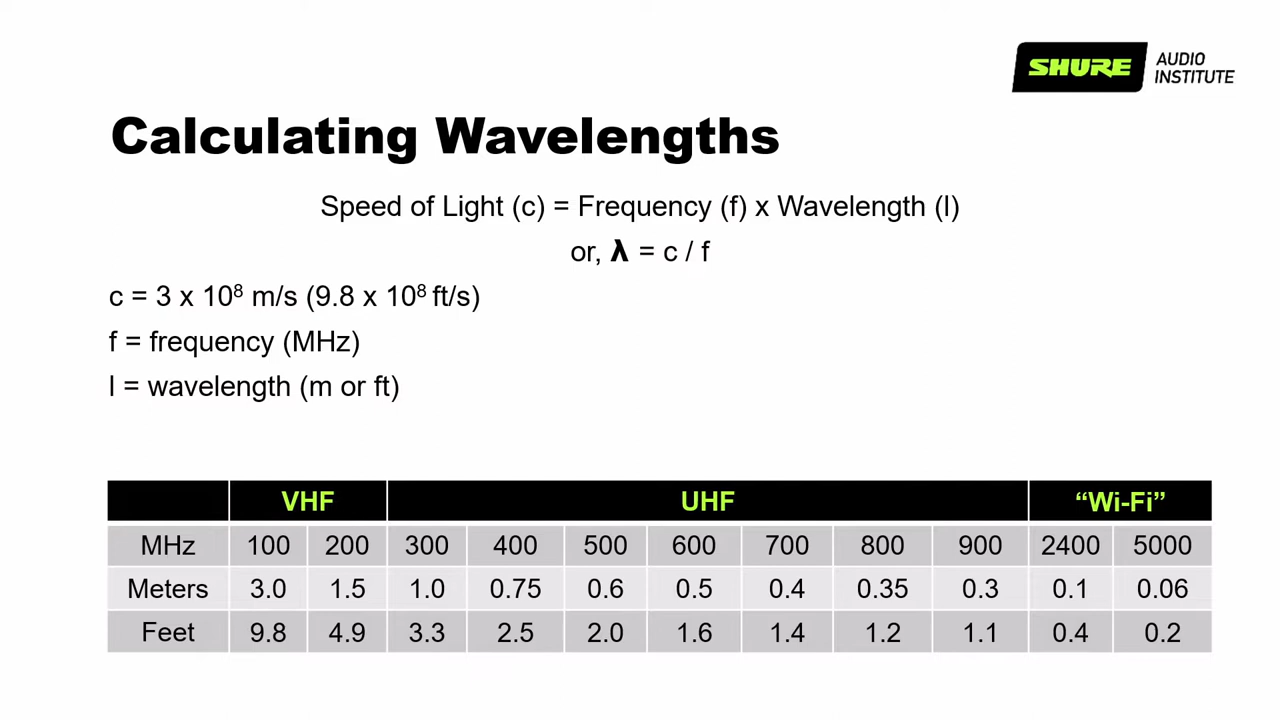 SHURE AUDIO INSTITUTE
Calculating Wavelengths
Speed of Light (c) = Frequency (f) x Wavelength (l)
or, λ = c / f
c = 3 x 10⁸ m/s (9.8 x 10⁸ ft/s)
f = frequency (MHz)
l = wavelength (m or ft)
VHF UHF “Wi-Fi”
MHz 100 200 300 400 500 600 700 800 900 2400 5000
Meters 3.0 1.5 1.0 0.75 0.6 0.5 0.4 0.35 0.3 0.1 0.06
Feet 9.8 4.9 3.3 2.5 2.0 1.6 1.4 1.2 1.1 0.4 0.2